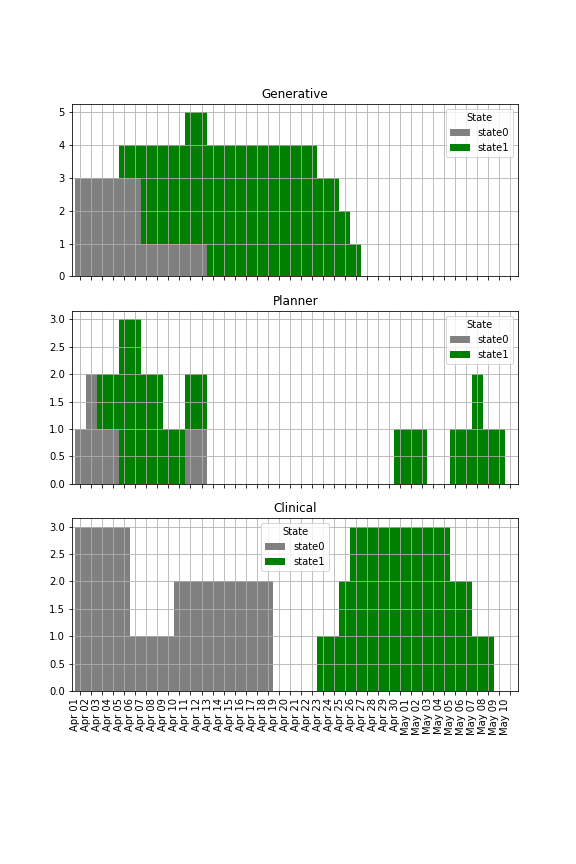 Generative
5
4
3
2
1
0
State
state0
state1
Planner
3.0
2.5
2.0
1.5
1.0
0.5
0.0
State
state0
state1
Clinical
3.0
2.5
2.0
1.5
1.0
0.5
0.0
State
state0
state1
Apr 01
Apr 02
Apr 03
Apr 04
Apr 05
Apr 06
Apr 07
Apr 08
Apr 09
Apr 10
Apr 11
Apr 12
Apr 13
Apr 14
Apr 15
Apr 16
Apr 17
Apr 18
Apr 19
Apr 20
Apr 21
Apr 22
Apr 23
Apr 24
Apr 25
Apr 26
Apr 27
Apr 28
Apr 29
Apr 30
May 01
May 02
May 03
May 04
May 05
May 06
May 07
May 08
May 09
May 10